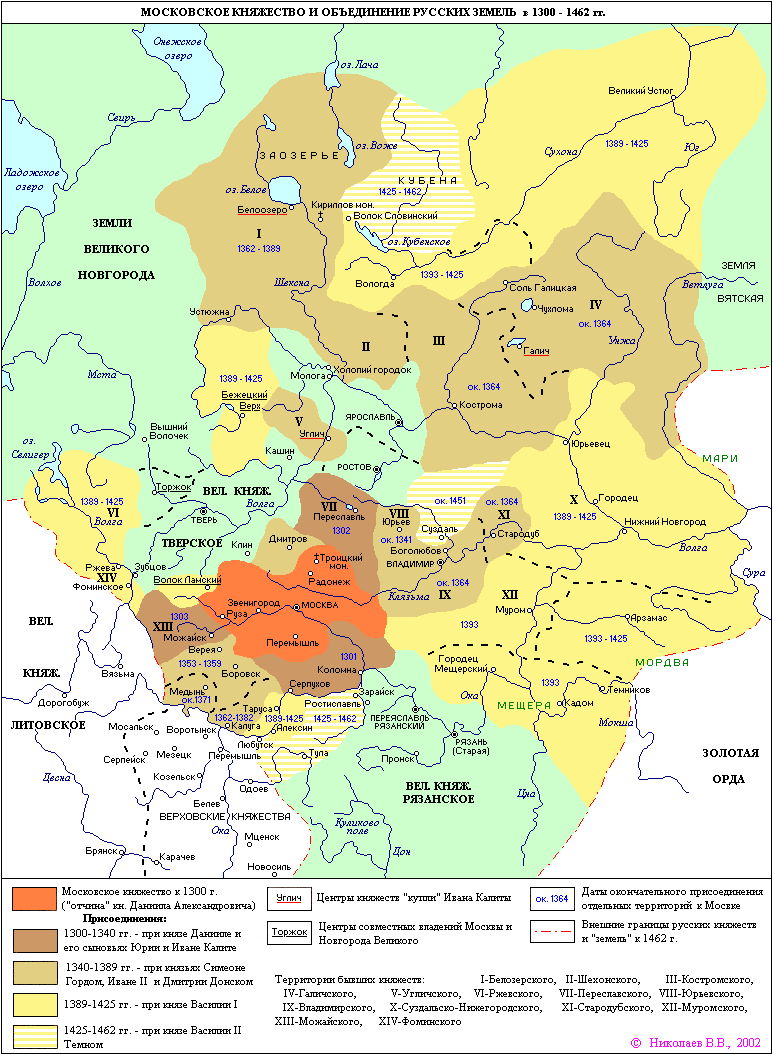 МОСКОВСКОЕ КНЯЖЕСТВО И ОБЪЕДИНЕНИЕ РУССКИХ ЗЕМЕЛЬ в 1300 - 1462 гг.
Онежское
озеро
оз. Лача
Великий Устюг
Свирь
Сухона
1389 - 1425
Юг
Ладожское
озеро
ЗАОЗЕРЬЕ
оз. Воже
КУБЕНА
1425 - 1462
оз. Белое
Белоозеро
Кириллов мон.
Волок Словинский
I
1362 - 1389
оз. Кубенское
ЗЕМЛИ
ВЕЛИКОГО
НОВГОРОДА
Волхов
Шексна
Вологда
1393 - 1425
ЗЕМЛЯ
ВЯТСКАЯ
Ветлуга
Соль Галицкая
Чухлома
IV
ок. 1364
Унжа
Галич
Устюжна
II
III
ок. 1364
Мста
1389 - 1425
Молога
Холопий городок
Бежецкий
Верх
V
Углич
Кострома
ЯРОСЛАВЛЬ
Юрьевец
МАРИ
Вышний
Волочек
Кашин
оз.
Селигер
Торжок
РОСТОВ
1389 - 1425
VI
Волга
ВЕЛ. КНЯЖ.
Волга
ТВЕРЬ
ТВЕРСКОЕ
ок. 1451
VII
Переславль
1302
VIII
Юрьев
ок. 1341
Суздаль
ок. 1364
XI
Стародуб
X
1389 - 1425
Городец
Нижний Новгород
Волга
Сура
Клин
Дмитров
Боголюбов
ВЛАДИМИР
Ржева
Зубцов
XIV
Фоминское
Волок Ламский
Троицкий
мон.
Радонеж
Клязьма
ок. 1364
IX
XII
Муром
Арзамас
1393
1393 - 1425
МОРДВА
Звенигород
Руза
МОСКВА
1303
XIII
Можайск
Перемышль
Верея
1353 - 1359
1301
Коломна
Боровск
Серпухов
ВЕЛ.
КНЯЖ.
ЛИТОВСКОЕ
Вязьма
Дорогобуж
Медынь
ок.1371
Таруса
Ростиславль
Зарайск
1362-1382
1389-1425
1425 - 1462
Калуга
Алексин
Городец
Мещерский
Ока
МЕЩЕРА
1393
Кадом
Темников
Мокша
ПЕРЕЯСЛАВЛЬ
РЯЗАНСКИЙ
РЯЗАНЬ
(Старая)
Мосальск
Воротынск
Любутск
Серпейск
Мезецк
Перемышль
Тула
Козельск
Одоев
Пронск
Десна
Белев
ВЕРХОВСКИЕ КНЯЖЕСТВА
Ока
Мценск
Брянск
Карачев
Новосиль
Куликово
поле
Дон
ВЕЛ. КНЯЖ.
РЯЗАНСКОЕ
Цна
ЗОЛОТАЯ
ОРДА
Московское княжество к 1300 г.
("отчина" кн. Даниила Александровича)
Присоединения:
1300-1340 гг. - при князе Данииле и
его сыновьях Юрии и Иване Калите
1340-1389 гг. - при князьях Симеоне
Гордом, Иване II и Дмитрии Донском
1389-1425 гг. - при князе Василии I
1425-1462 гг. - при князе Василии II
Темном
Углич
Центры княжеств "купли" Ивана Калиты
Торжок
Центры совместных владений Москвы и
Новгорода Великого
ок. 1364
Даты окончательного присоединения
отдельных территорий к Москве
Внешние границы русских княжеств
и "земель" к 1462 г.
Территории бывших княжеств: I-Белозерского, II-Шехонского, III-Костромского,
IV-Галичского, V-Угличского, VI-Ржевского, VII-Переславского, VIII-Юрьевского,
IX-Владимирского, X-Суздальско-Нижегородского, XI-Стародубского, XII-Муромского,
XIII-Можайского, XIV-Фоминского
© Николаев В.В., 2002